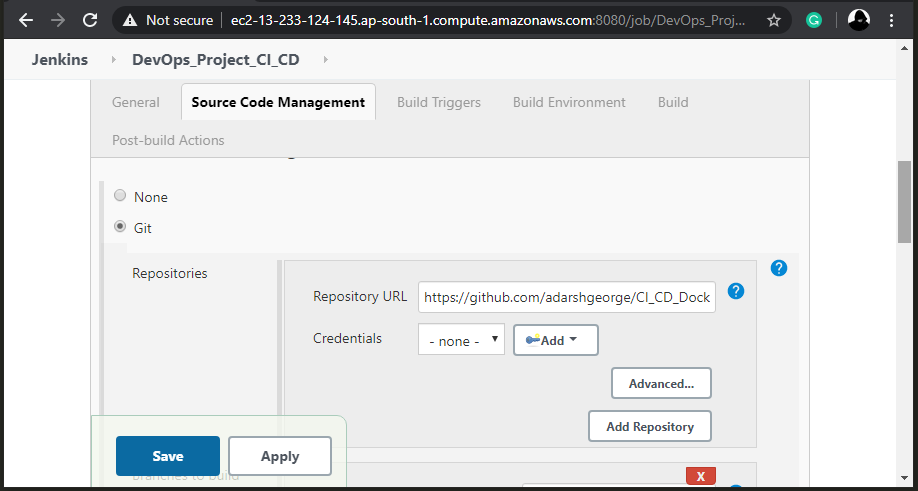 Not secure | ec2-13-233-124-145.ap-south-1.compute.amazonaws.com:8080/job/DevOps_Proj...
Jenkins DevOps_Project_CI_CD
General Source Code Management Build Triggers Build Environment Build
Post-build Actions
None
Git
Repositories
?
Repository URL https://github.com/adarshgeorge/CI_CD_Dock ?
Credentials - none - Add
Advanced...
Add Repository
Save Apply
Branches to build X